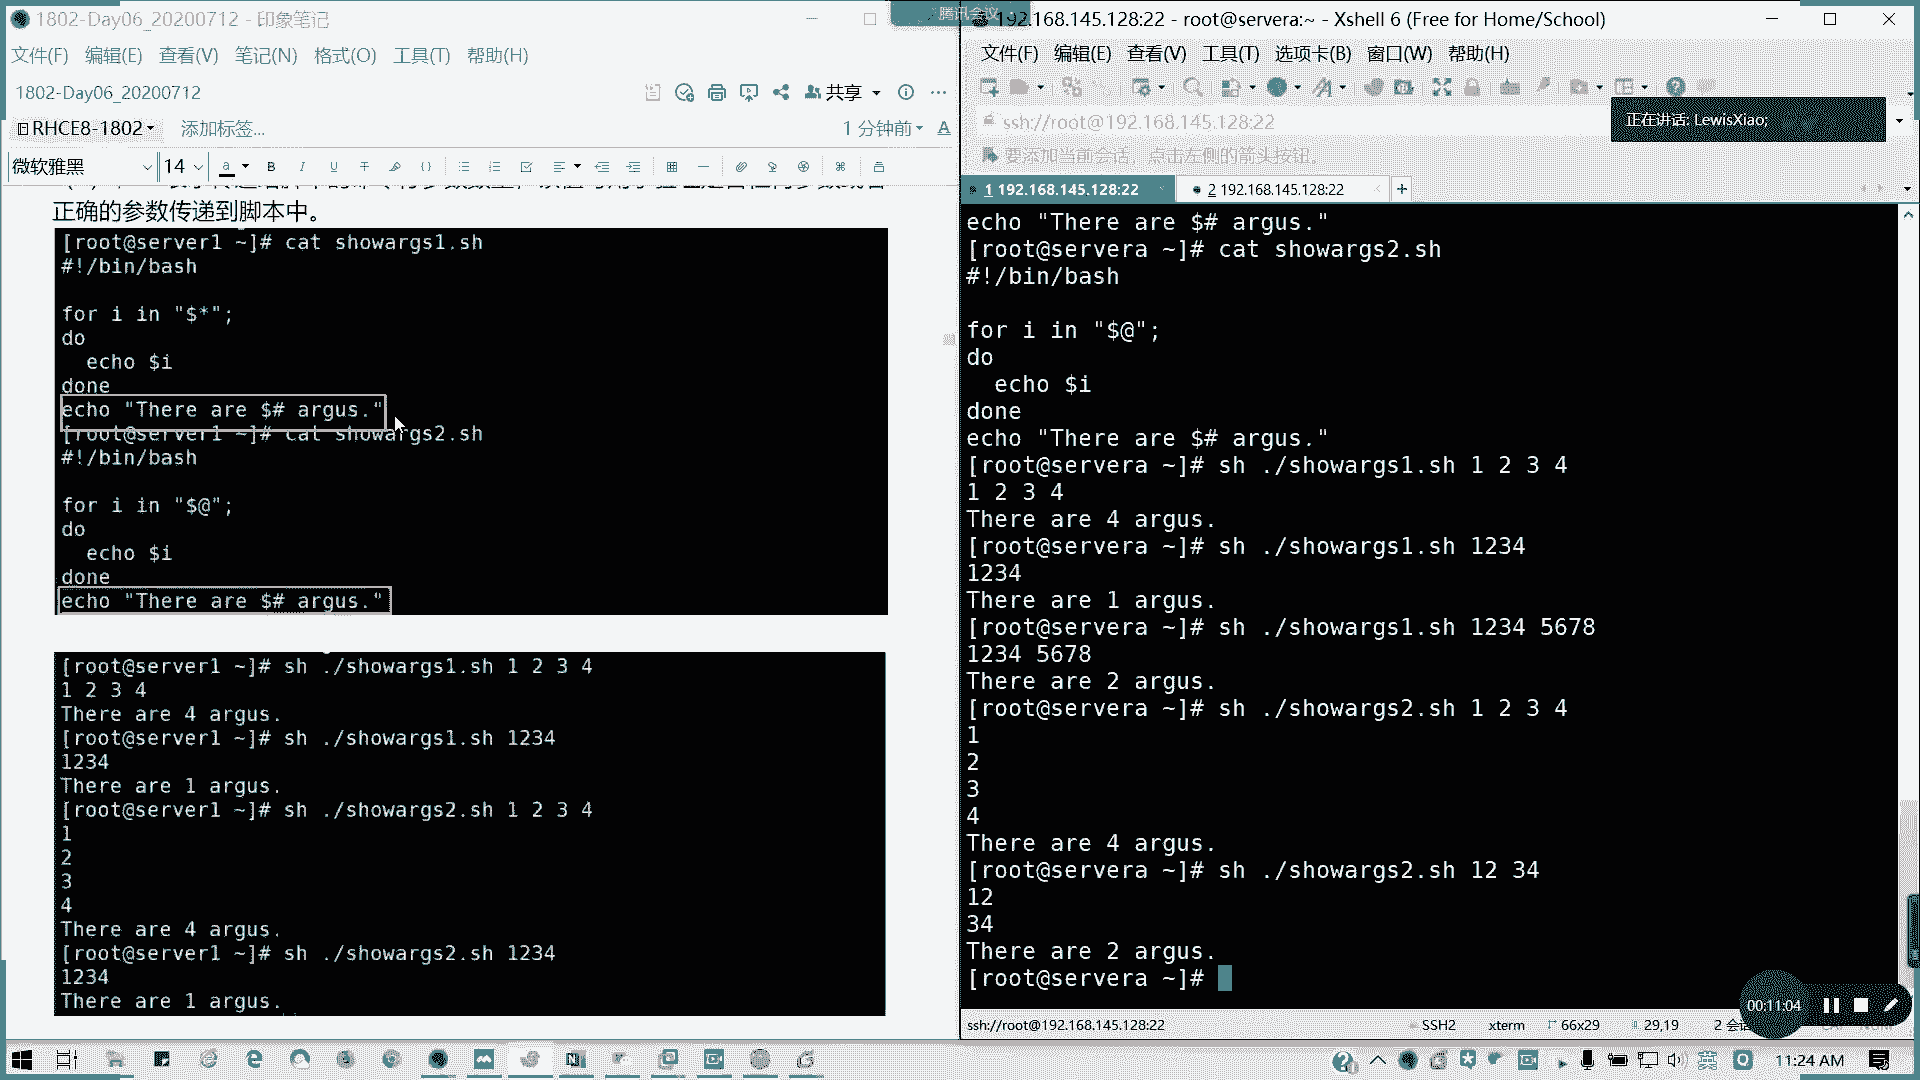 1802-Day06_20200712 - 印象笔记
文件(F) 编辑(E) 查看(V) 笔记(N) 格式(O) 工具(T) 帮助(H)
1802-Day06_20200712
共享
RHCE8-1802
添加标签...
1 分钟前
微软雅黑
14
正确的参数传递到脚本中。
[root@server1 ~]# cat showargs1.sh
#!/bin/bash
for i in "$*";
do
echo $i
done
echo "There are $# argus."
[root@server1 ~]# cat showargs2.sh
#!/bin/bash
for i in "$@";
do
echo $i
done
echo "There are $# argus."
[root@server1 ~]# sh ./showargs1.sh 1 2 3 4
1 2 3 4
There are 4 argus.
[root@server1 ~]# sh ./showargs1.sh 1234
1234
There are 1 argus.
[root@server1 ~]# sh ./showargs2.sh 1 2 3 4
1
2
3
4
There are 4 argus.
[root@server1 ~]# sh ./showargs2.sh 1234
1234
There are 1 argus.
腾讯会议
192.168.145.128:22 - root@servera:~ - Xshell 6 (Free for Home/School)
文件(F) 编辑(E) 查看(V) 工具(T) 选项卡(B) 窗口(W) 帮助(H)
ssh://root@192.168.145.128:22
正在讲话: LewisXiao;
要添加当前会话，点击左侧的箭头按钮。
1 192.168.145.128:22
2 192.168.145.128:22
echo "There are $# argus."
[root@servera ~]# cat showargs2.sh
#!/bin/bash
for i in "$@";
do
echo $i
done
echo "There are $# argus."
[root@servera ~]# sh ./showargs1.sh 1 2 3 4
1 2 3 4
There are 4 argus.
[root@servera ~]# sh ./showargs1.sh 1234
1234
There are 1 argus.
[root@servera ~]# sh ./showargs1.sh 1234 5678
1234 5678
There are 2 argus.
[root@servera ~]# sh ./showargs2.sh 1 2 3 4
1
2
3
4
There are 4 argus.
[root@servera ~]# sh ./showargs2.sh 12 34
12
34
There are 2 argus.
[root@servera ~]#
00:11:04
ssh://root@192.168.145.128:22
SSH2
xterm
66x29
29,19
2 会
英
11:24 AM